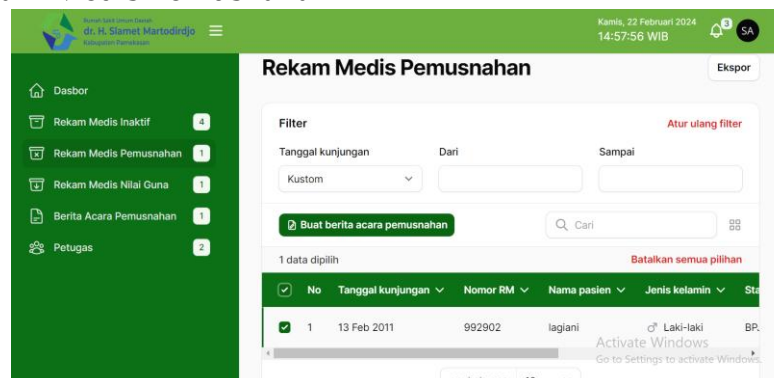 Rumah Sakit Umum Daerah
dr. H. Slamet Martodirdjo
Kabupaten Pamekasan
Kamis, 22 Februari 2024
14:57:56 WIB
3
SA
Dasbor
Rekam Medis Inaktif 4
Rekam Medis Pemusnahan 1
Rekam Medis Nilai Guna 1
Berita Acara Pemusnahan 1
Petugas 2
Rekam Medis Pemusnahan
Ekspor
Filter
Atur ulang filter
Tanggal kunjungan Dari Sampai
Kustom
Buat berita acara pemusnahan
Cari
1 data dipilih
Batalkan semua pilihan
No Tanggal kunjungan Nomor RM Nama pasien Jenis kelamin Sta
1 13 Feb 2011 992902 lagiani Laki-laki BP.
Activate Windows
Go to Settings to activate Windows.